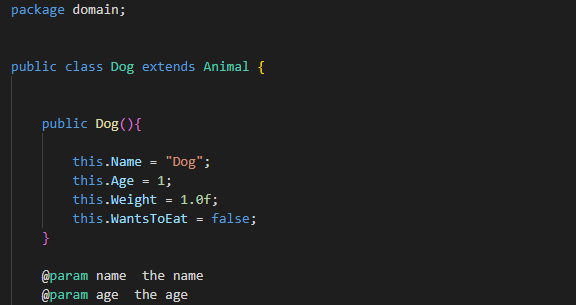 package domain;
public class Dog extends Animal {
public Dog(){
this.Name = "Dog";
this.Age = 1;
this.Weight = 1.0f;
this.WantsToEat = false;
}
@param name  the name
@param age  the age